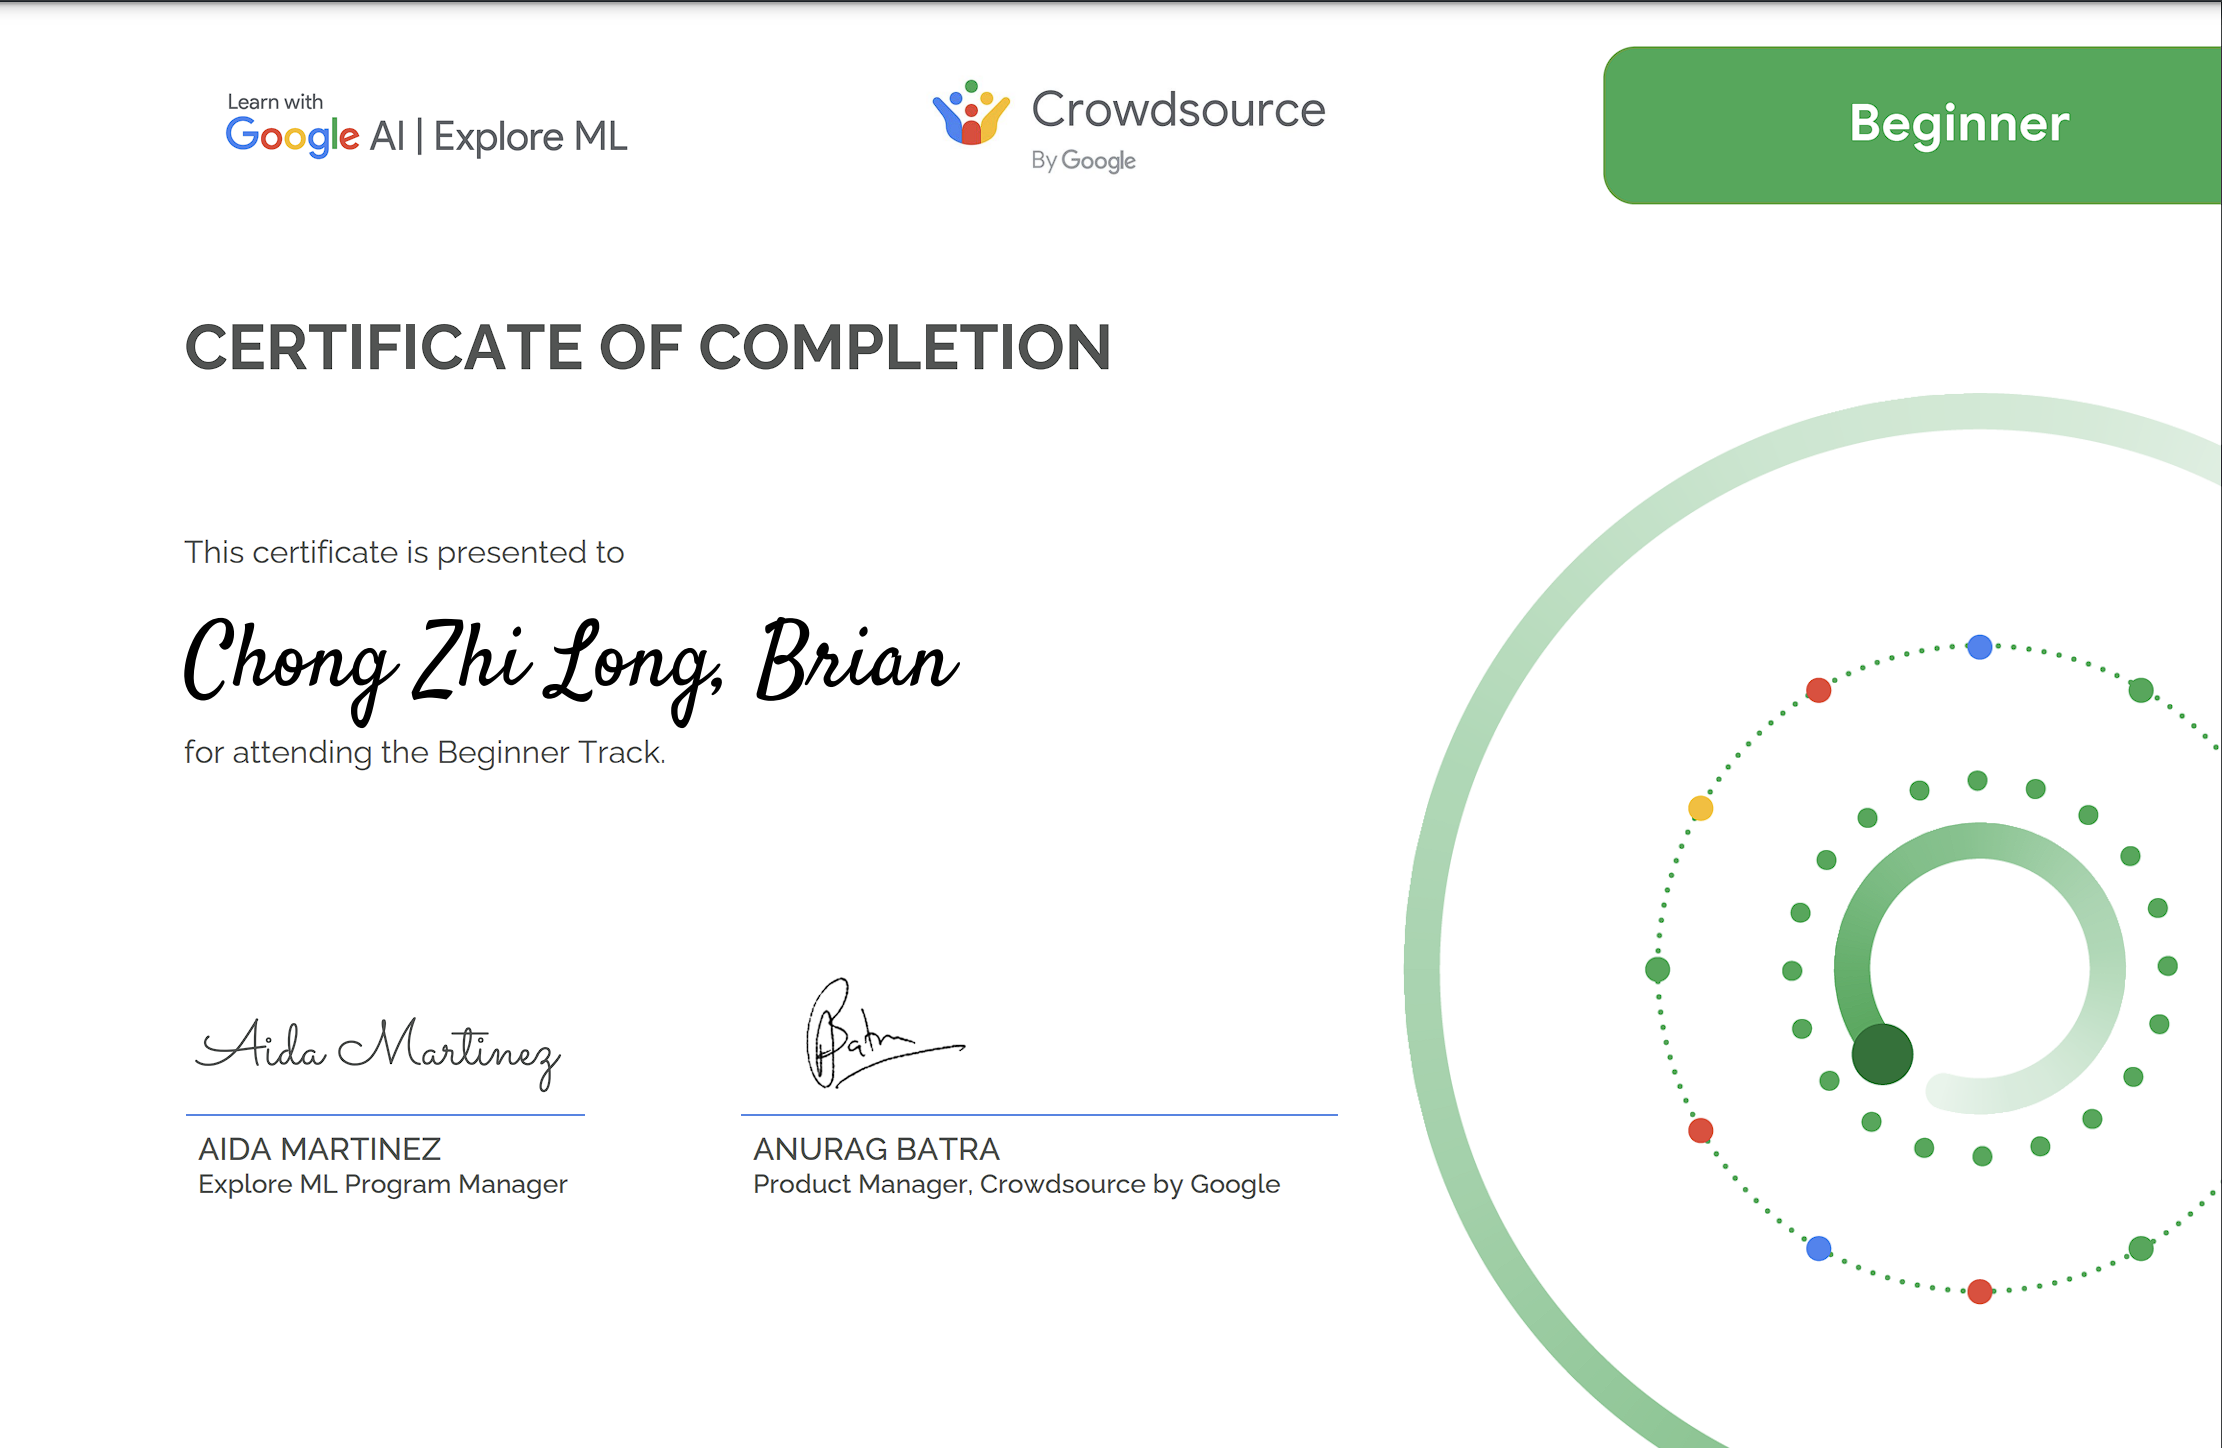 Learn with
Google AI | Explore ML
Crowdsource
By Google
Beginner
CERTIFICATE OF COMPLETION
This certificate is presented to
Chong Zhi Long, Brian
for attending the Beginner Track.
Aida Martinez
Batra
AIDA MARTINEZ
Explore ML Program Manager
ANURAG BATRA
Product Manager, Crowdsource by Google